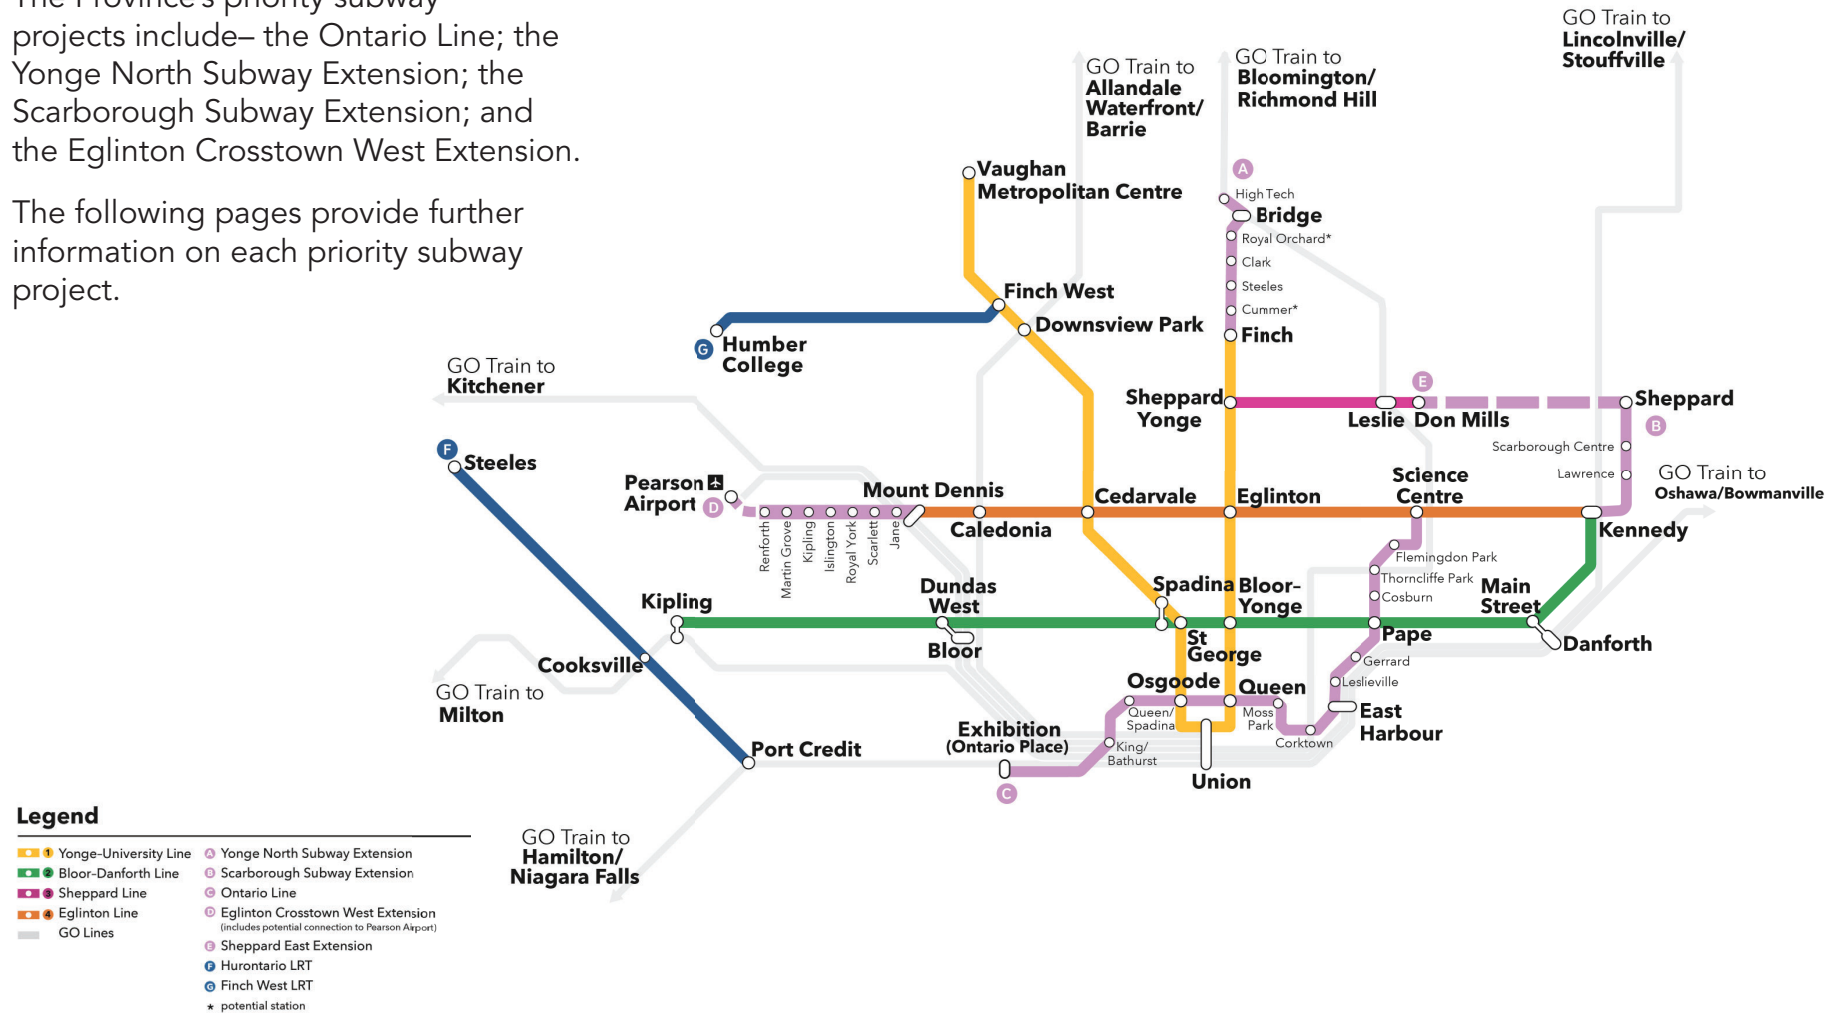 The Province's priority subway
projects include– the Ontario Line; the
Yonge North Subway Extension; the
Scarborough Subway Extension; and
the Eglinton Crosstown West Extension.
The following pages provide further
information on each priority subway
project.
GO Train to
Allandale
Waterfront/
Barrie
GO Train to
Bloomington/
Richmond Hill
GO Train to
Lincolnville/
Stouffville
Vaughan
Metropolitan Centre
A
High Tech
Bridge
Royal Orchard*
Clark
Steeles
Cummer*
Finch
Finch West
Downsview Park
G
Humber
College
GO Train to
Kitchener
Sheppard
Yonge
Leslie
Don Mills
E
Sheppard
B
Scarborough Centre
Lawrence
GO Train to
Oshawa/Bowmanville
F
Steeles
Pearson
Airport
D
Renforth
Martin Grove
Kipling
Islington
Royal York
Scarlett
Jane
Mount Dennis
Caledonia
Cedarvale
Eglinton
Science
Centre
Kennedy
Flemingdon Park
Thorncliffe Park
Cosburn
Main
Street
Danforth
Kipling
Dundas
West
Bloor
Spadina
Bloor–
Yonge
St
George
Pape
Gerrard
Leslieville
East
Harbour
Cooksville
GO Train to
Milton
Osgoode
Queen
Queen/
Spadina
Moss
Park
Corktown
King/
Bathurst
Exhibition
(Ontario Place)
C
Union
Port Credit
GO Train to
Hamilton/
Niagara Falls
Legend
1 Yonge–University Line
2 Bloor–Danforth Line
3 Sheppard Line
4 Eglinton Line
GO Lines
A Yonge North Subway Extension
B Scarborough Subway Extension
C Ontario Line
D Eglinton Crosstown West Extension
(includes potential connection to Pearson Airport)
E Sheppard East Extension
F Hurontario LRT
G Finch West LRT
* potential station